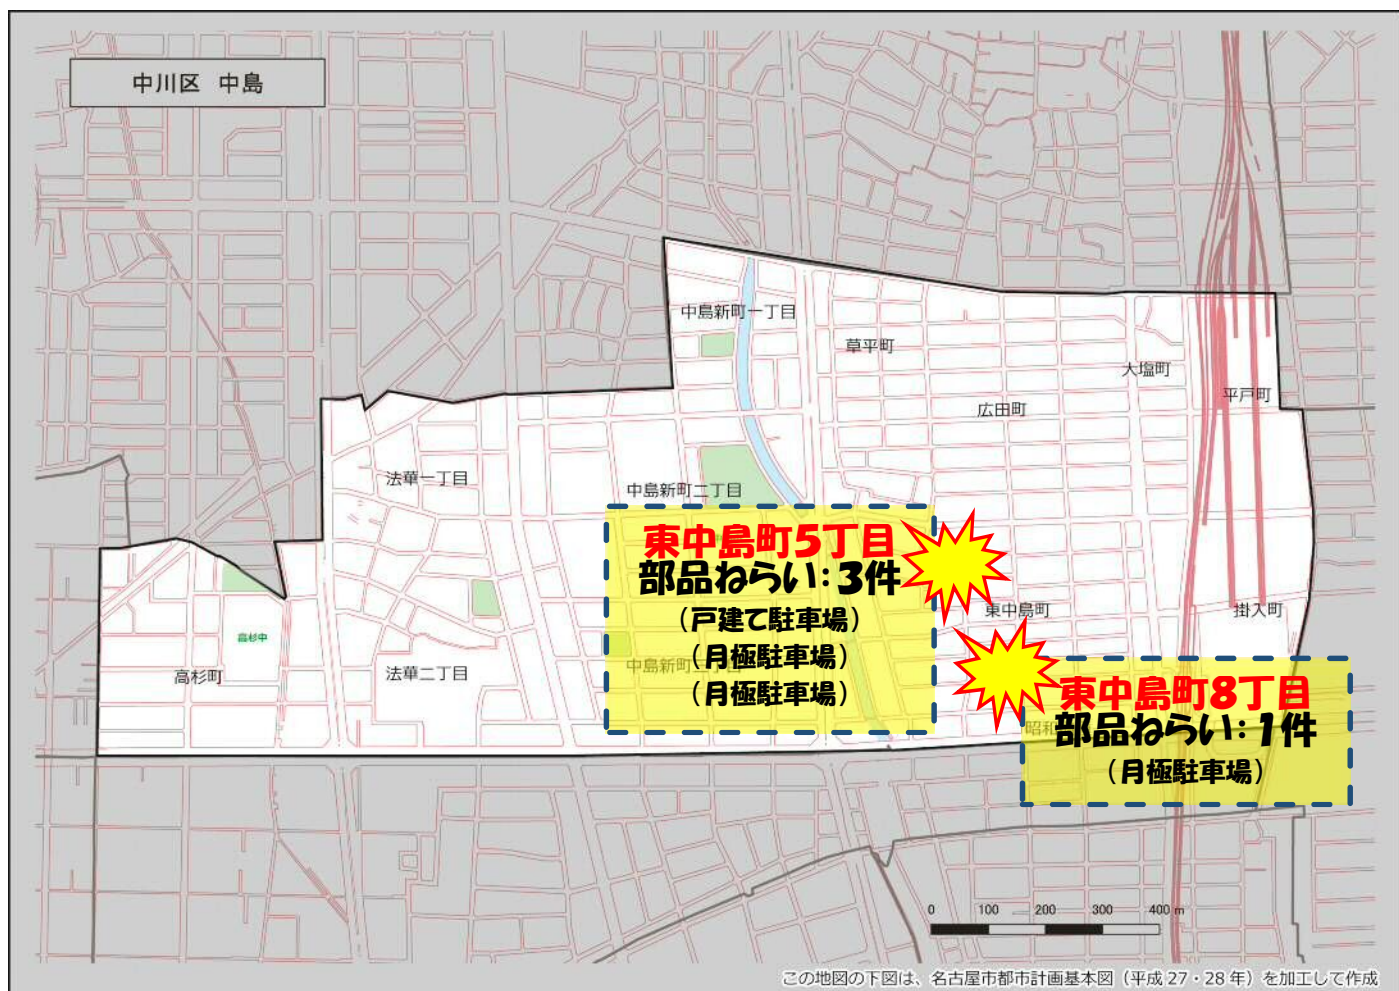 中川区 中島
中島新町一丁目
草平町
大塩町
平戸町
広田町
法華一丁目
中島新町二丁目
東中島町5丁目
部品ねらい：3件
（戸建て駐車場）
（月極駐車場）
（月極駐車場）
東中島町
掛入町
高杉中
高杉町
法華二丁目
中島新町三丁目
東中島町8丁目
部品ねらい：1件
（月極駐車場）
昭和
0 100 200 300 400 m
この地図の下図は、名古屋市都市計画基本図（平成 27・28 年）を加工して作成